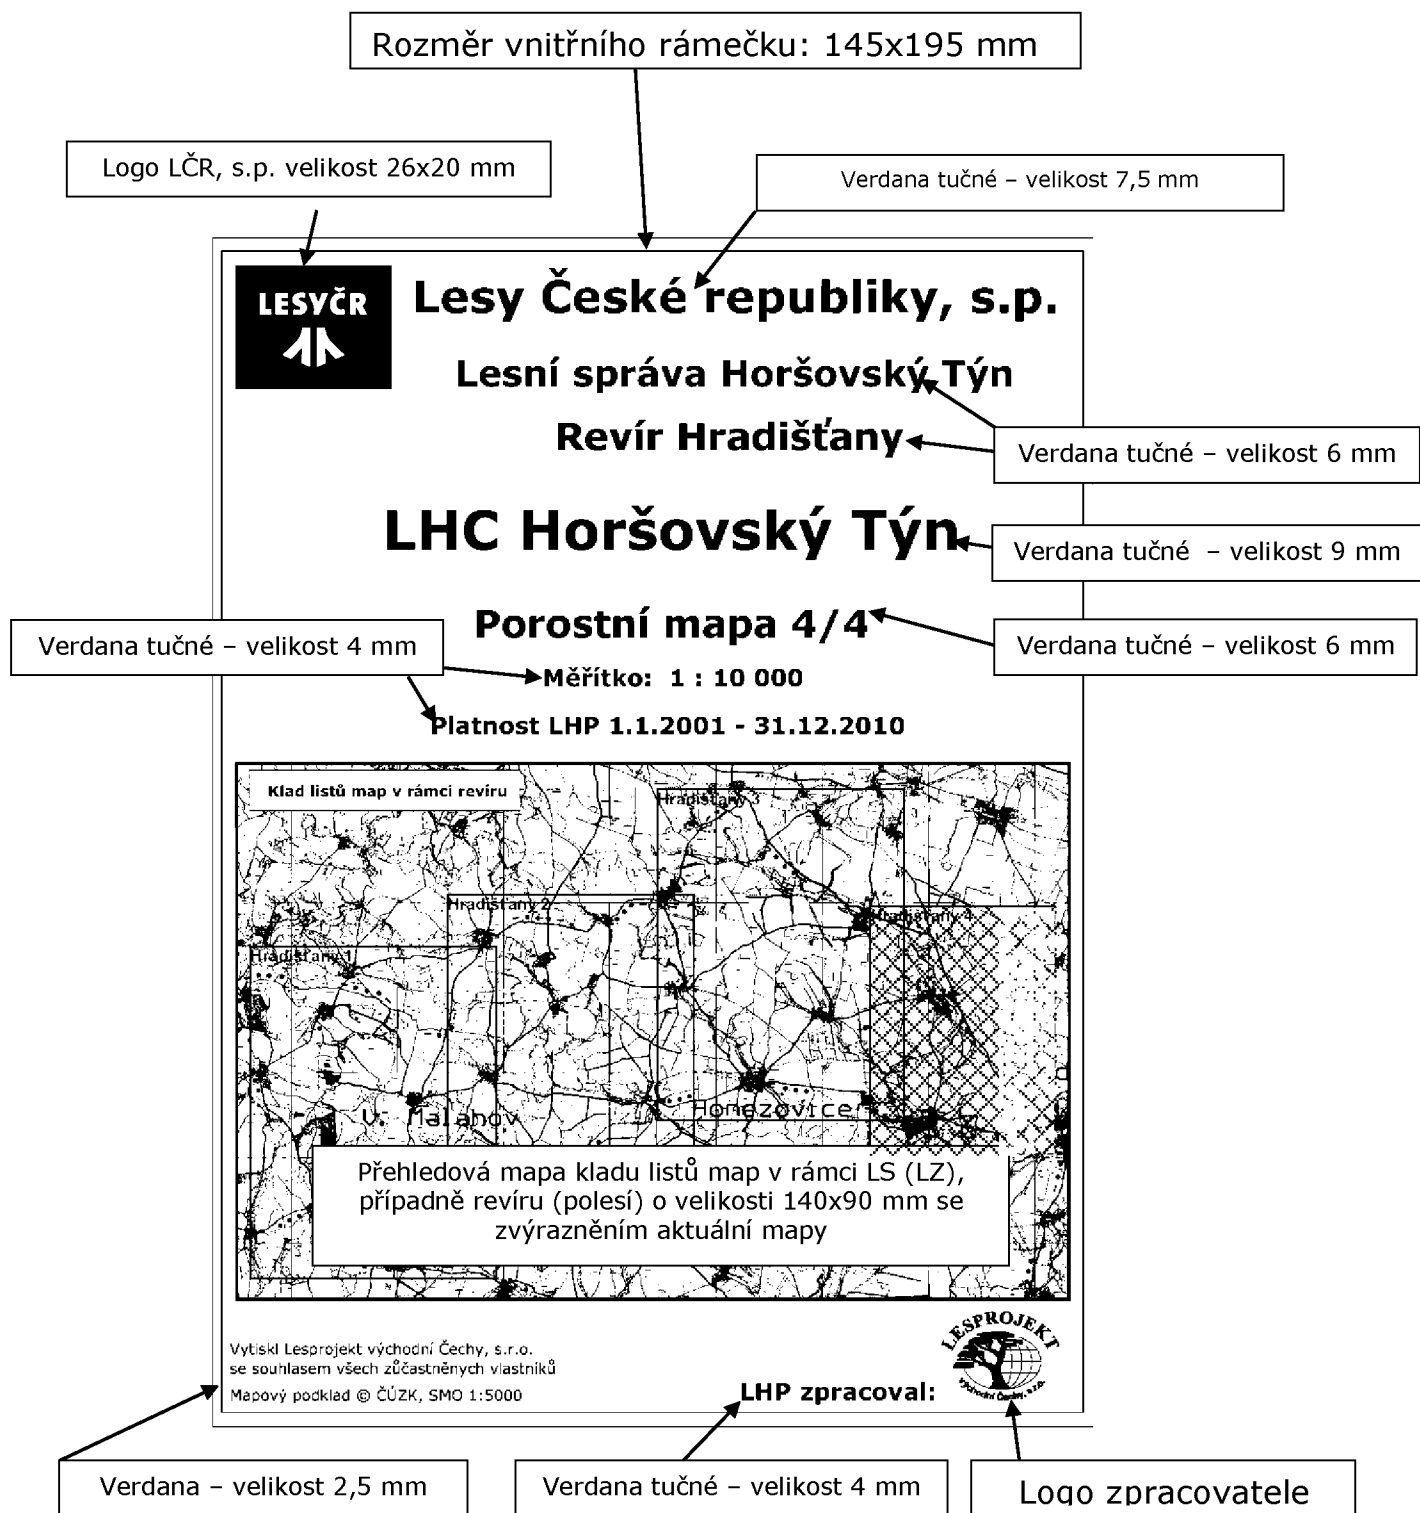 Rozměr vnitřního rámečku: 145x195 mm
Logo LČR, s.p. velikost 26x20 mm
Verdana tučné – velikost 7,5 mm
LESYČR
Lesy České republiky, s.p.
Lesní správa Horšovský Týn
Revír Hradišťany
Verdana tučné – velikost 6 mm
LHC Horšovský Týn
Verdana tučné  – velikost 9 mm
Porostní mapa 4/4
Verdana tučné – velikost 4 mm
Verdana tučné – velikost 6 mm
Měřítko:  1 : 10 000
Platnost LHP 1.1.2001 - 31.12.2010
Klad listů map v rámci revíru
Hradišťany 3
Hradišťany 2
Hradišťany 4
Hradišťany 1
V. Malahov
Honezovice
Přehledová mapa kladu listů map v rámci LS (LZ),
případně revíru (polesí) o velikosti 140x90 mm se
zvýrazněním aktuální mapy
Vytiskl Lesprojekt východní Čechy, s.r.o.
se souhlasem všech zůčastněných vlastníků
Mapový podklad © ČÚZK, SMO 1:5000
LHP zpracoval:
LESPROJEKT
východní Čechy, s.r.o.
Verdana – velikost 2,5 mm
Verdana tučné – velikost 4 mm
Logo zpracovatele